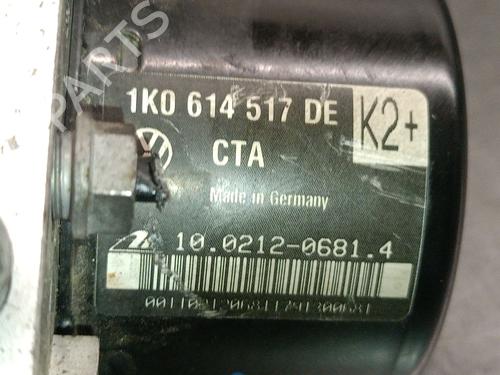 1K0 614 517 DE
K2+
CTA
Made in Germany
10.0212-0681.4
PARTS